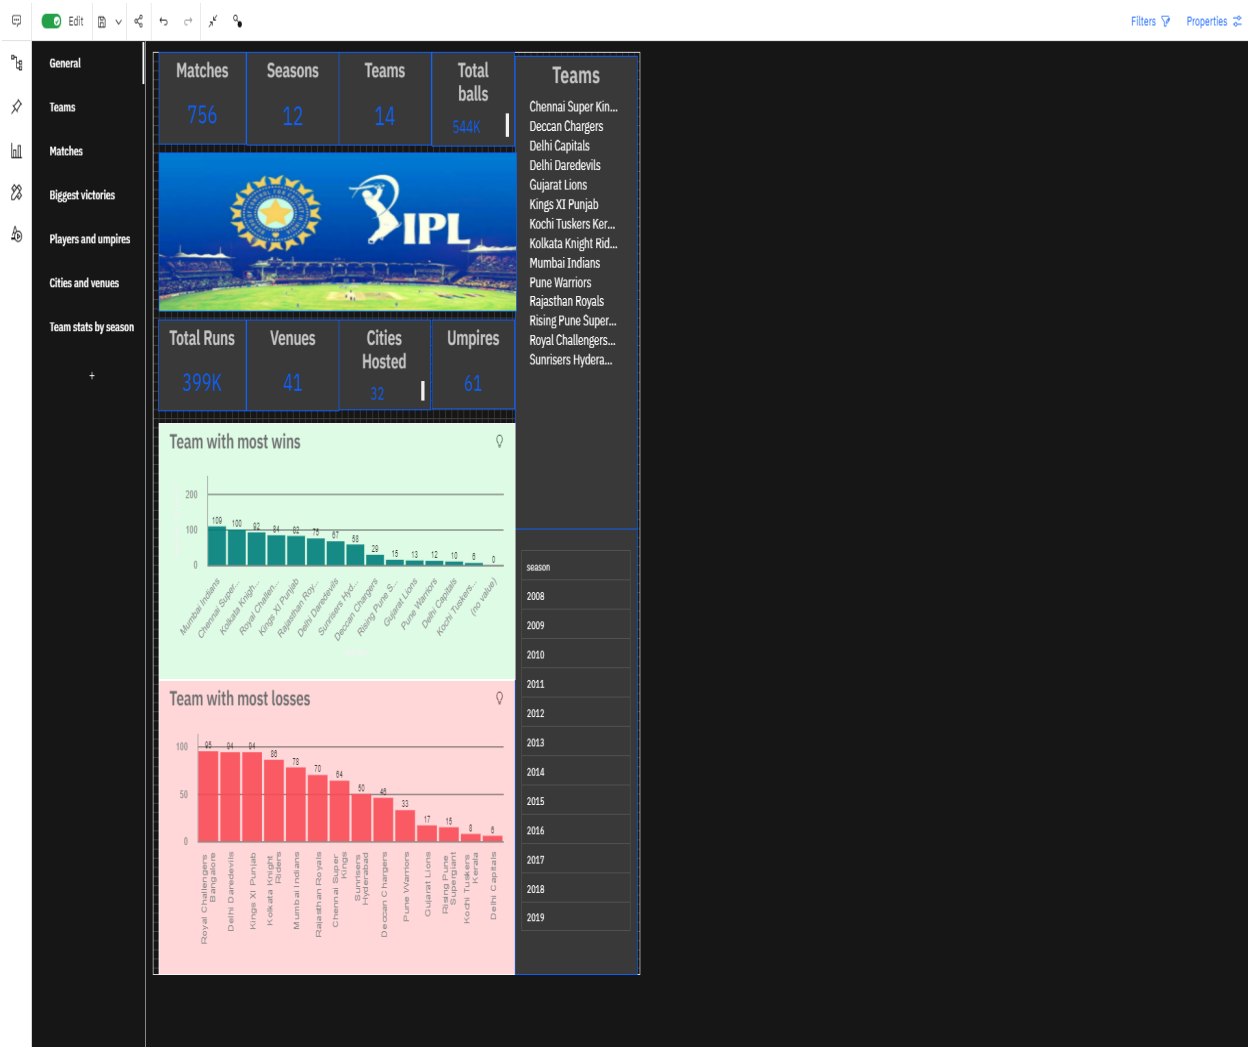 Edit
Filters
Properties
General
Teams
Matches
Biggest victories
Players and umpires
Cities and venues
Team stats by season
+
Matches
756
Seasons
12
Teams
14
Total
balls
544K
IPL
Total Runs
399K
Venues
41
Cities
Hosted
32
Umpires
61
Teams
Chennai Super Kin...
Deccan Chargers
Delhi Capitals
Delhi Daredevils
Gujarat Lions
Kings XI Punjab
Kochi Tuskers Ker...
Kolkata Knight Rid...
Mumbai Indians
Pune Warriors
Rajasthan Royals
Rising Pune Super...
Royal Challengers...
Sunrisers Hydera...
Team with most wins
200
100
0
109 100 92 84 82 75 67 58 29 15 13 12 10 6 0
Mumbai Indians
Chennai Super...
Kolkata Knigh...
Royal Challen...
Kings XI Punjab
Rajasthan Roy...
Delhi Daredevils
Sunrisers Hyd...
Deccan Chargers
Rising Pune S...
Gujarat Lions
Pune Warriors
Delhi Capitals
Kochi Tuskers...
(no value)
Team with most losses
100
50
0
95 94 94 86 78 70 64 50 46 33 17 15 8 6
Royal Challengers
Bangalore
Delhi Daredevils
Kings XI Punjab
Kolkata Knight
Riders
Mumbai Indians
Rajasthan Royals
Chennai Super
Kings
Sunrisers
Hyderabad
Deccan Chargers
Pune Warriors
Gujarat Lions
Rising Pune
Supergiant
Kochi Tuskers
Kerala
Delhi Capitals
season
2008
2009
2010
2011
2012
2013
2014
2015
2016
2017
2018
2019